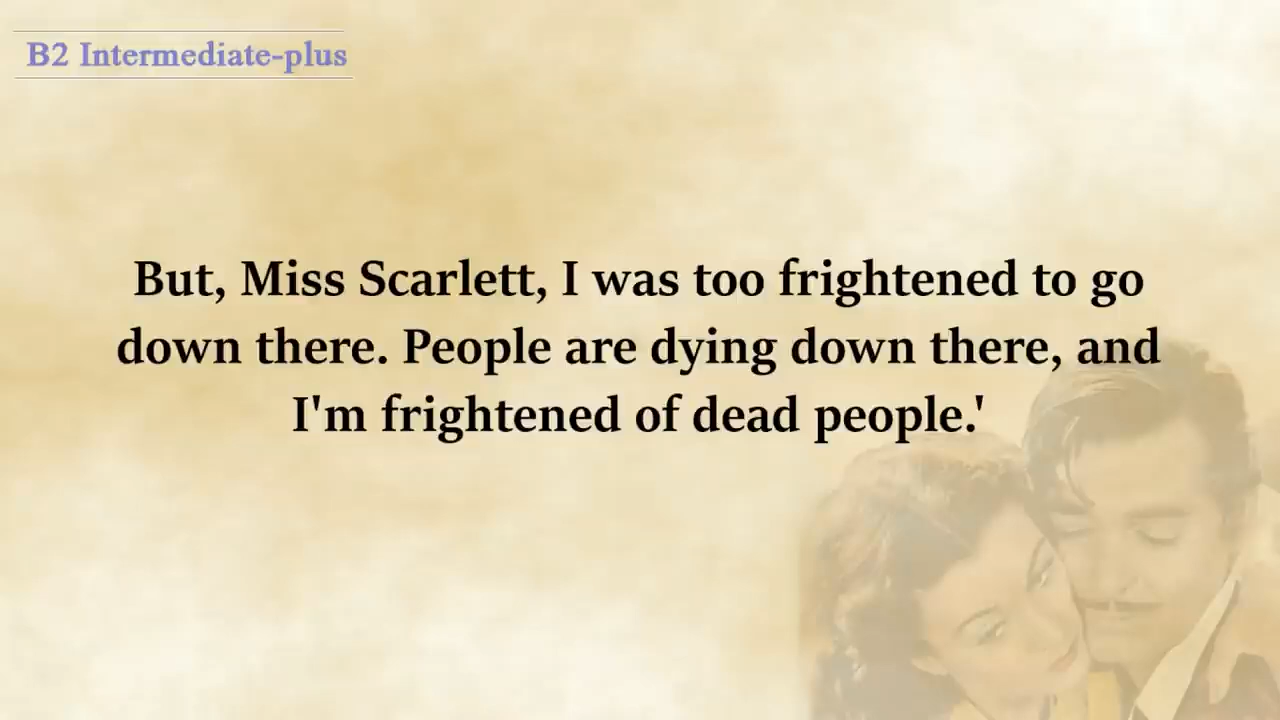 B2 Intermediate-plus
But, Miss Scarlett, I was too frightened to go
down there. People are dying down there, and
I'm frightened of dead people.'